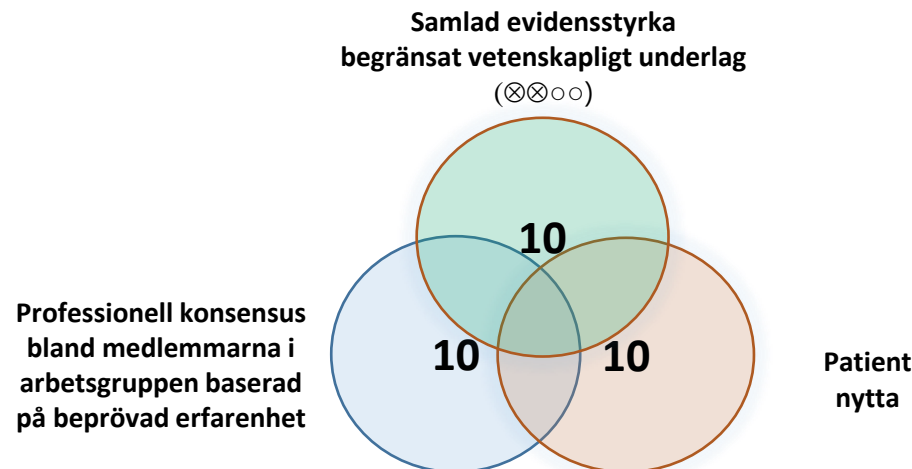 Samlad evidensstyrka
begränsat vetenskapligt underlag
(⊗⊗○○)
10
Professionell konsensus
bland medlemmarna i
arbetsgruppen baserad
på beprövad erfarenhet
10
10
Patient
nytta